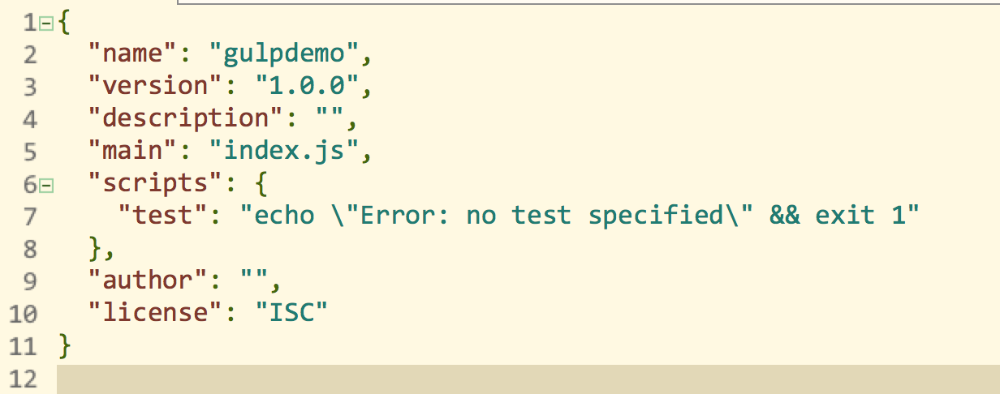 1 {
2   "name": "gulpdemo",
3   "version": "1.0.0",
4   "description": "",
5   "main": "index.js",
6   "scripts": {
7     "test": "echo \"Error: no test specified\" && exit 1"
8   },
9   "author": "",
10   "license": "ISC"
11 }
12